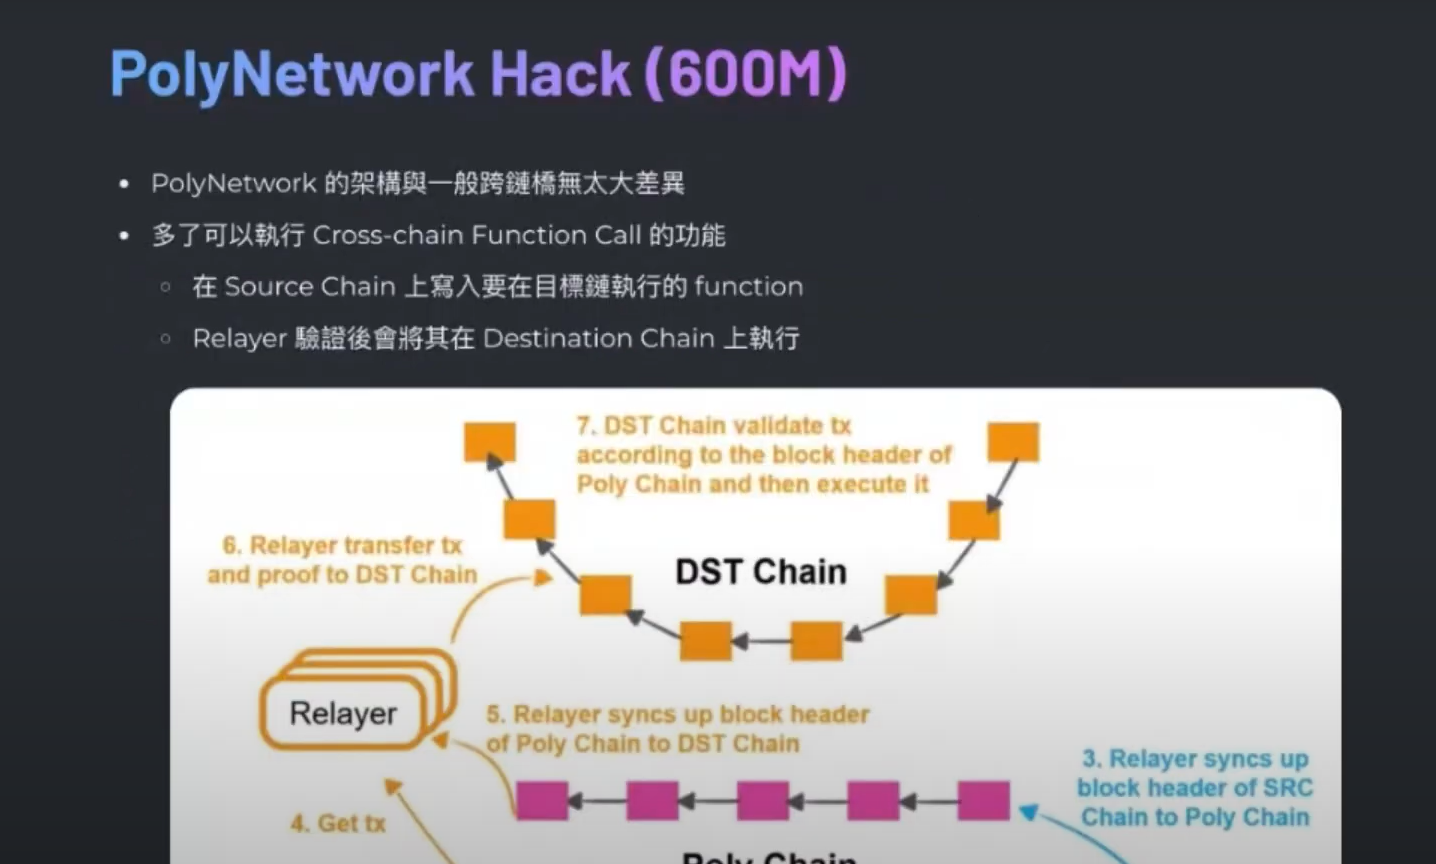 PolyNetwork Hack (600M)
PolyNetwork 的架構與一般跨鏈橋無太大差異
多了可以執行 Cross-chain Function Call 的功能
在 Source Chain 上寫入要在目標鏈執行的 function
Relayer 驗證後會將其在 Destination Chain 上執行
7. DST Chain validate tx
according to the block header of
Poly Chain and then execute it
6. Relayer transfer tx
and proof to DST Chain
DST Chain
Relayer
5. Relayer syncs up block header
of Poly Chain to DST Chain
3. Relayer syncs up
block header of SRC
Chain to Poly Chain
4. Get tx
Poly Chain